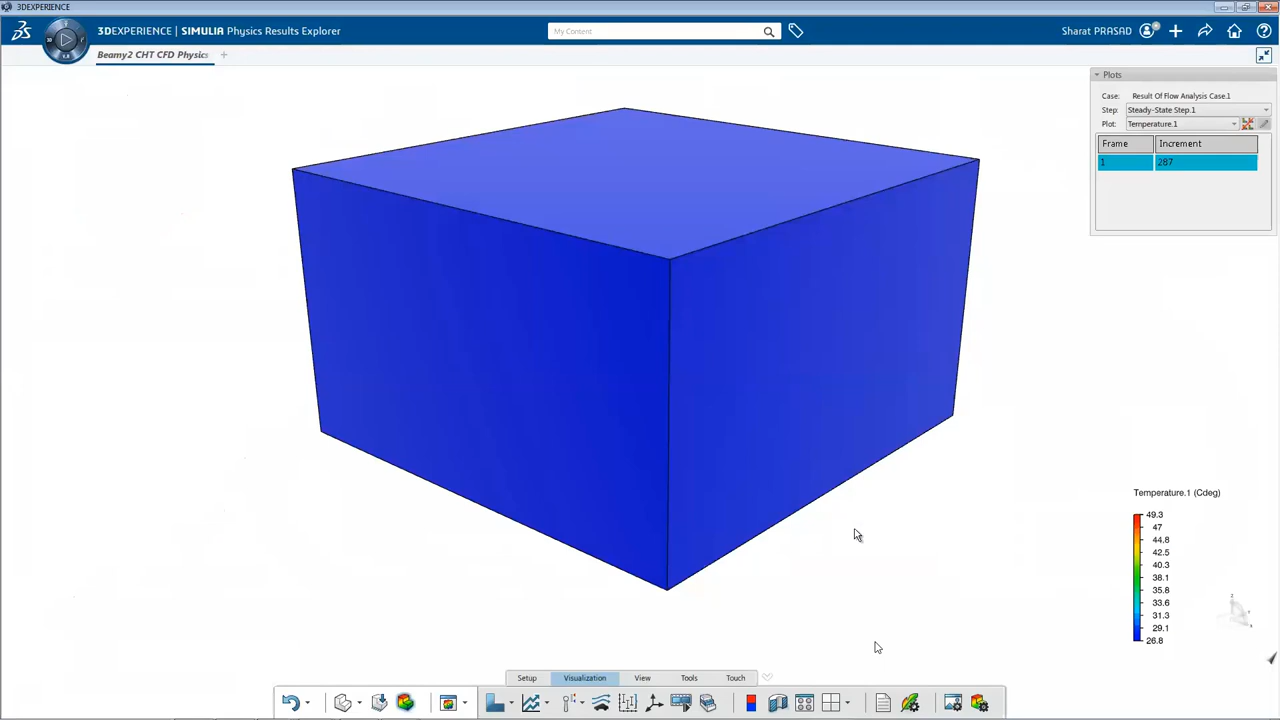 3DEXPERIENCE
3DEXPERIENCE | SIMULIA Physics Results Explorer
My Content
Sharat PRASAD
Beamy2 CHT CFD Physics
Plots
Case: Result Of Flow Analysis Case.1
Step: Steady-State Step.1
Plot: Temperature.1
Frame Increment
1 287
Temperature.1 (Cdeg)
49.3
47
44.8
42.5
40.3
38.1
35.8
33.6
31.3
29.1
26.8
Setup Visualization View Tools Touch